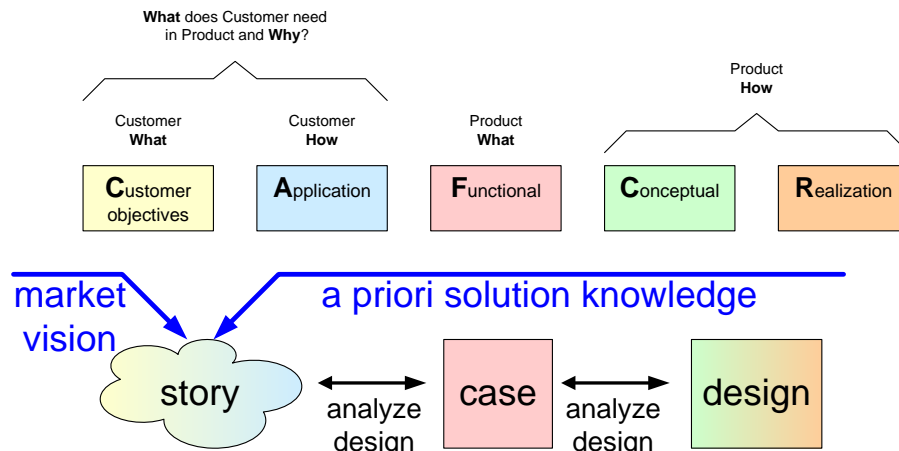 What does Customer need
in Product and Why?
Product
How
Customer
What
Customer
How
Product
What
Customer
objectives
Application
Functional
Conceptual
Realization
market
vision
a priori solution knowledge
story
analyze
design
case
analyze
design
design